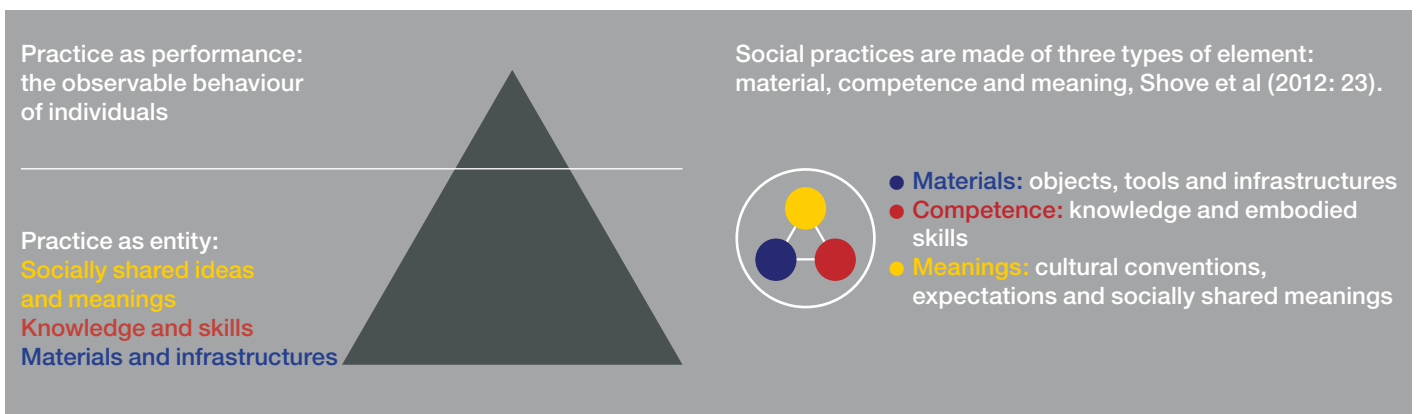 Practice as performance:
the observable behaviour
of individuals
Practice as entity:
Socially shared ideas
and meanings
Knowledge and skills
Materials and infrastructures
Social practices are made of three types of element:
material, competence and meaning, Shove et al (2012: 23).
Materials: objects, tools and infrastructures
Competence: knowledge and embodied
skills
Meanings: cultural conventions,
expectations and socially shared meanings